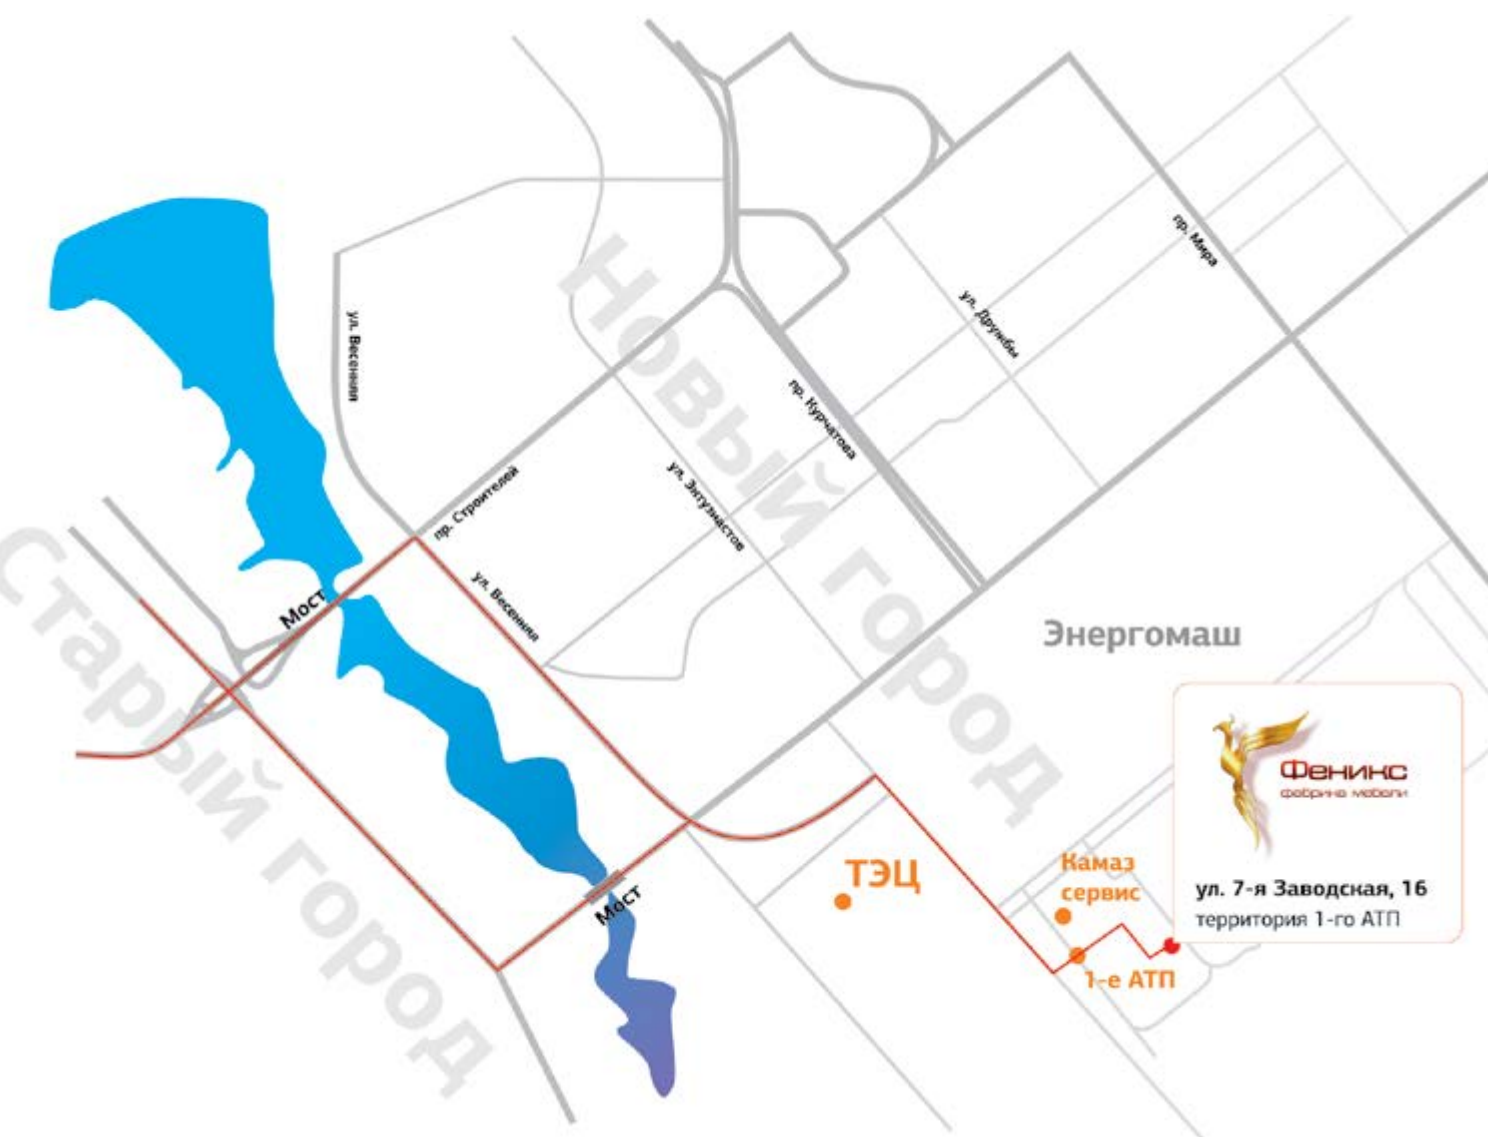 пр. Мира
ул. Дружбы
ул. Весенняя
Новый город
пр. Курчатова
пр. Строителей
ул. Энтузиастов
Старый город
Мост
ул. Весенняя
Энергомаш
Феникс
фабрика мебели
ТЭЦ
Камаз
сервис
ул. 7-я Заводская, 16
территория 1-го АТП
Мост
1-е АТП